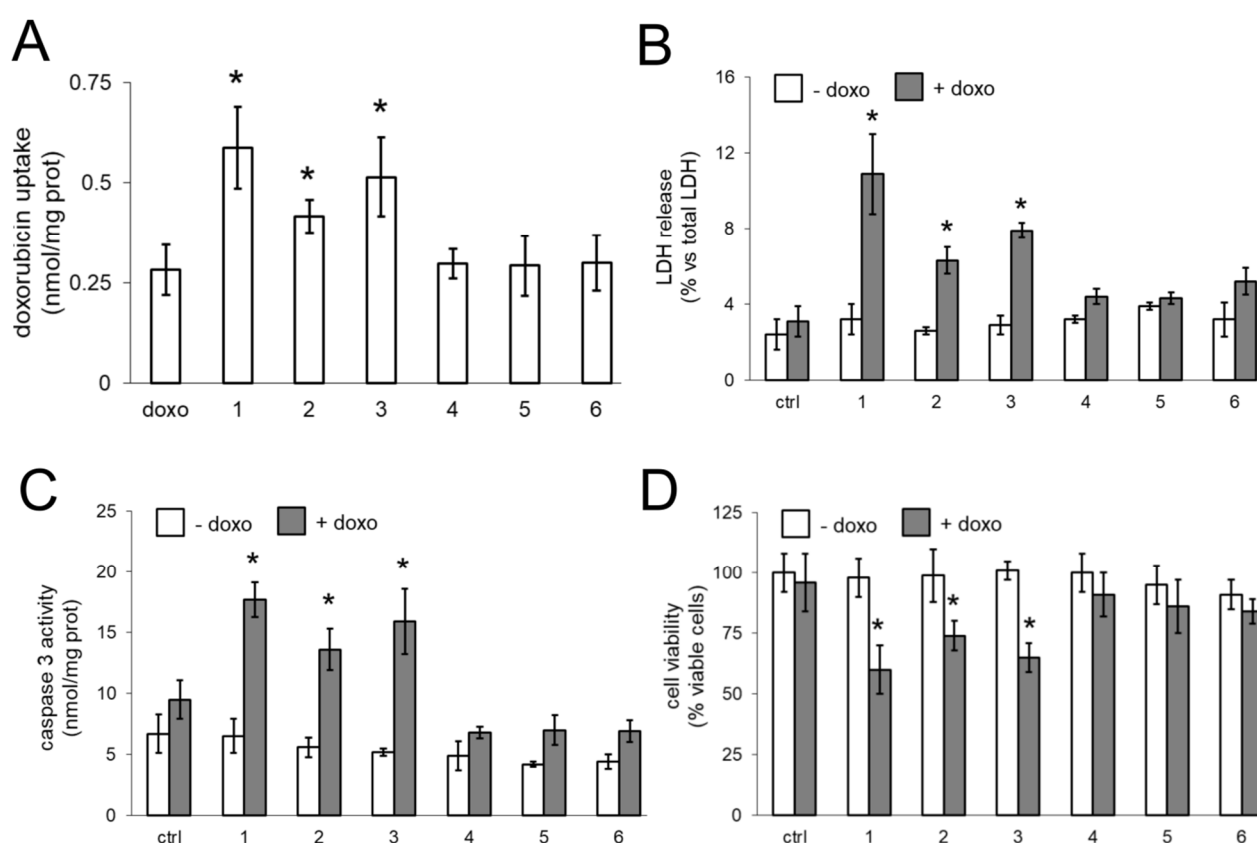 A
doxorubicin uptake
(nmol/mg prot)
0.75
0.5
0.25
0
* * *
doxo 1 2 3 4 5 6
B
LDH release
(% vs total LDH)
16
12
8
4
0
- doxo + doxo
* * *
ctrl 1 2 3 4 5 6
C
caspase 3 activity
(nmol/mg prot)
25
20
15
10
5
0
- doxo + doxo
* * *
ctrl 1 2 3 4 5 6
D
cell viability
(% viable cells)
125
100
75
50
25
0
- doxo + doxo
* * *
ctrl 1 2 3 4 5 6